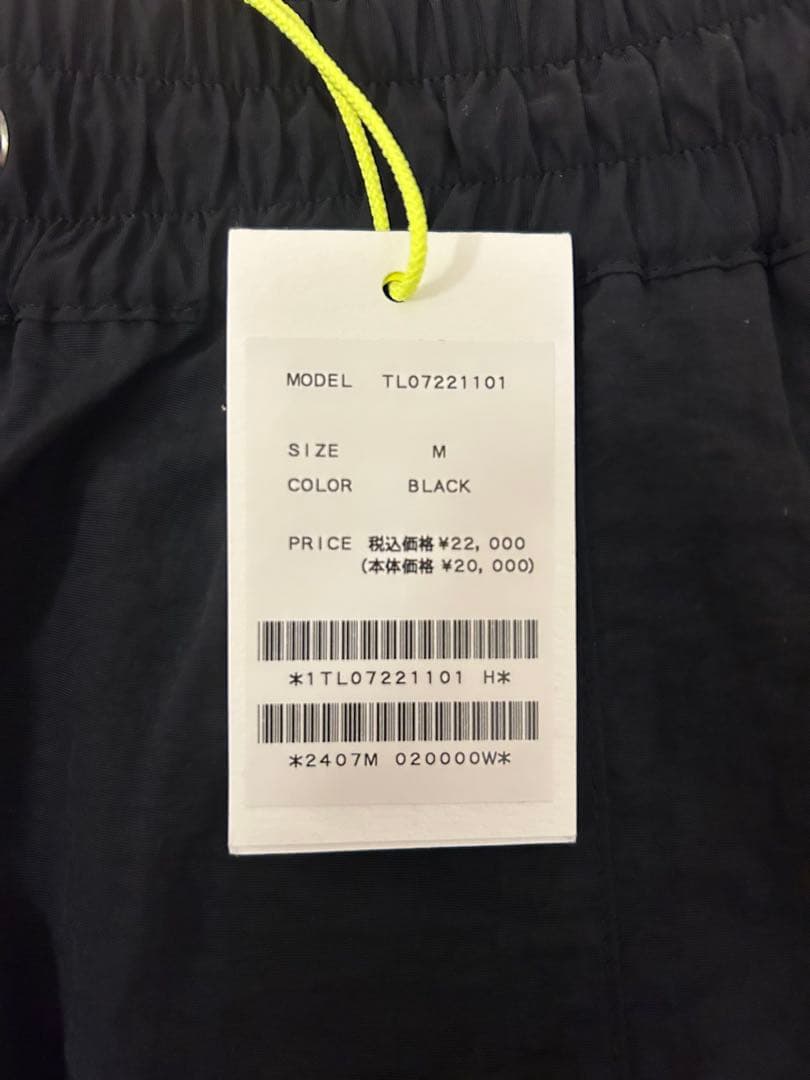 MODEL TL07221101
SIZE M
COLOR BLACK
PRICE 税込価格 ¥22,000
(本体価格 ¥20,000)
*1TL07221101 H*
*2407M 020000W*